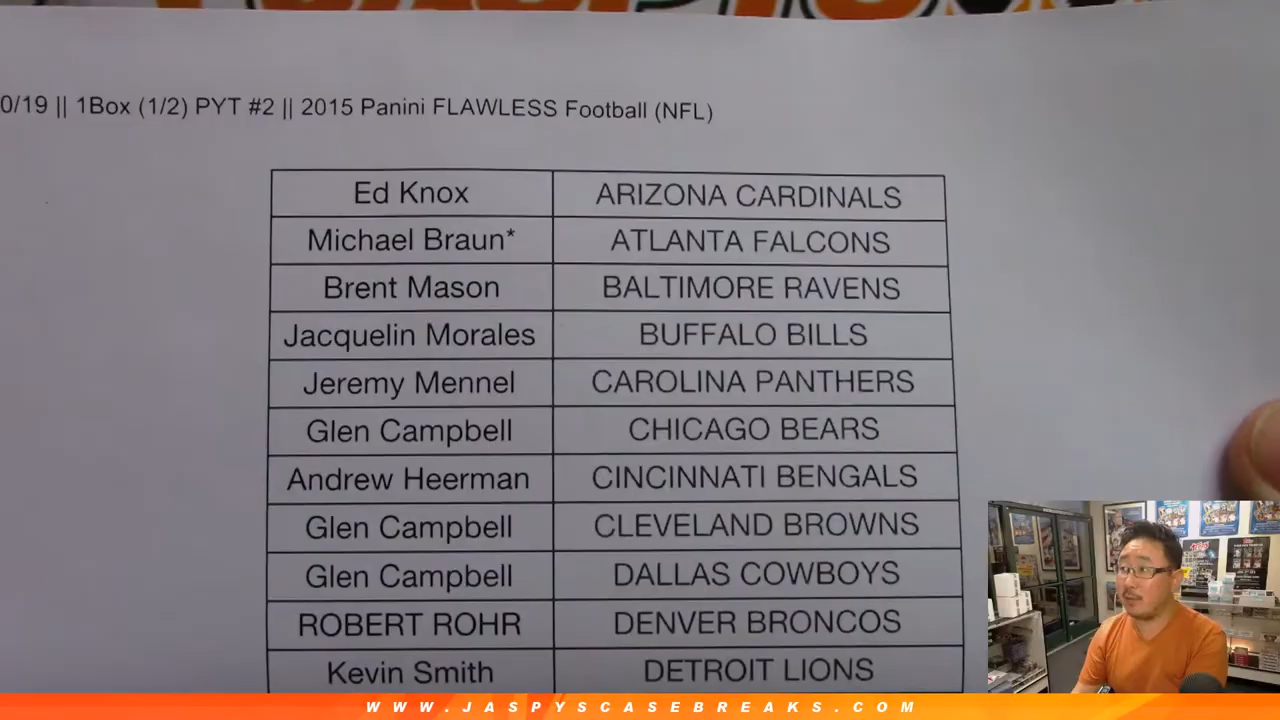 0/19 || 1Box (1/2) PYT #2 || 2015 Panini FLAWLESS Football (NFL)
Ed Knox ARIZONA CARDINALS
Michael Braun* ATLANTA FALCONS
Brent Mason BALTIMORE RAVENS
Jacquelin Morales BUFFALO BILLS
Jeremy Mennel CAROLINA PANTHERS
Glen Campbell CHICAGO BEARS
Andrew Heerman CINCINNATI BENGALS
Glen Campbell CLEVELAND BROWNS
Glen Campbell DALLAS COWBOYS
ROBERT ROHR DENVER BRONCOS
Kevin Smith DETROIT LIONS
WWW.JASPYSCASEBREAKS.COM